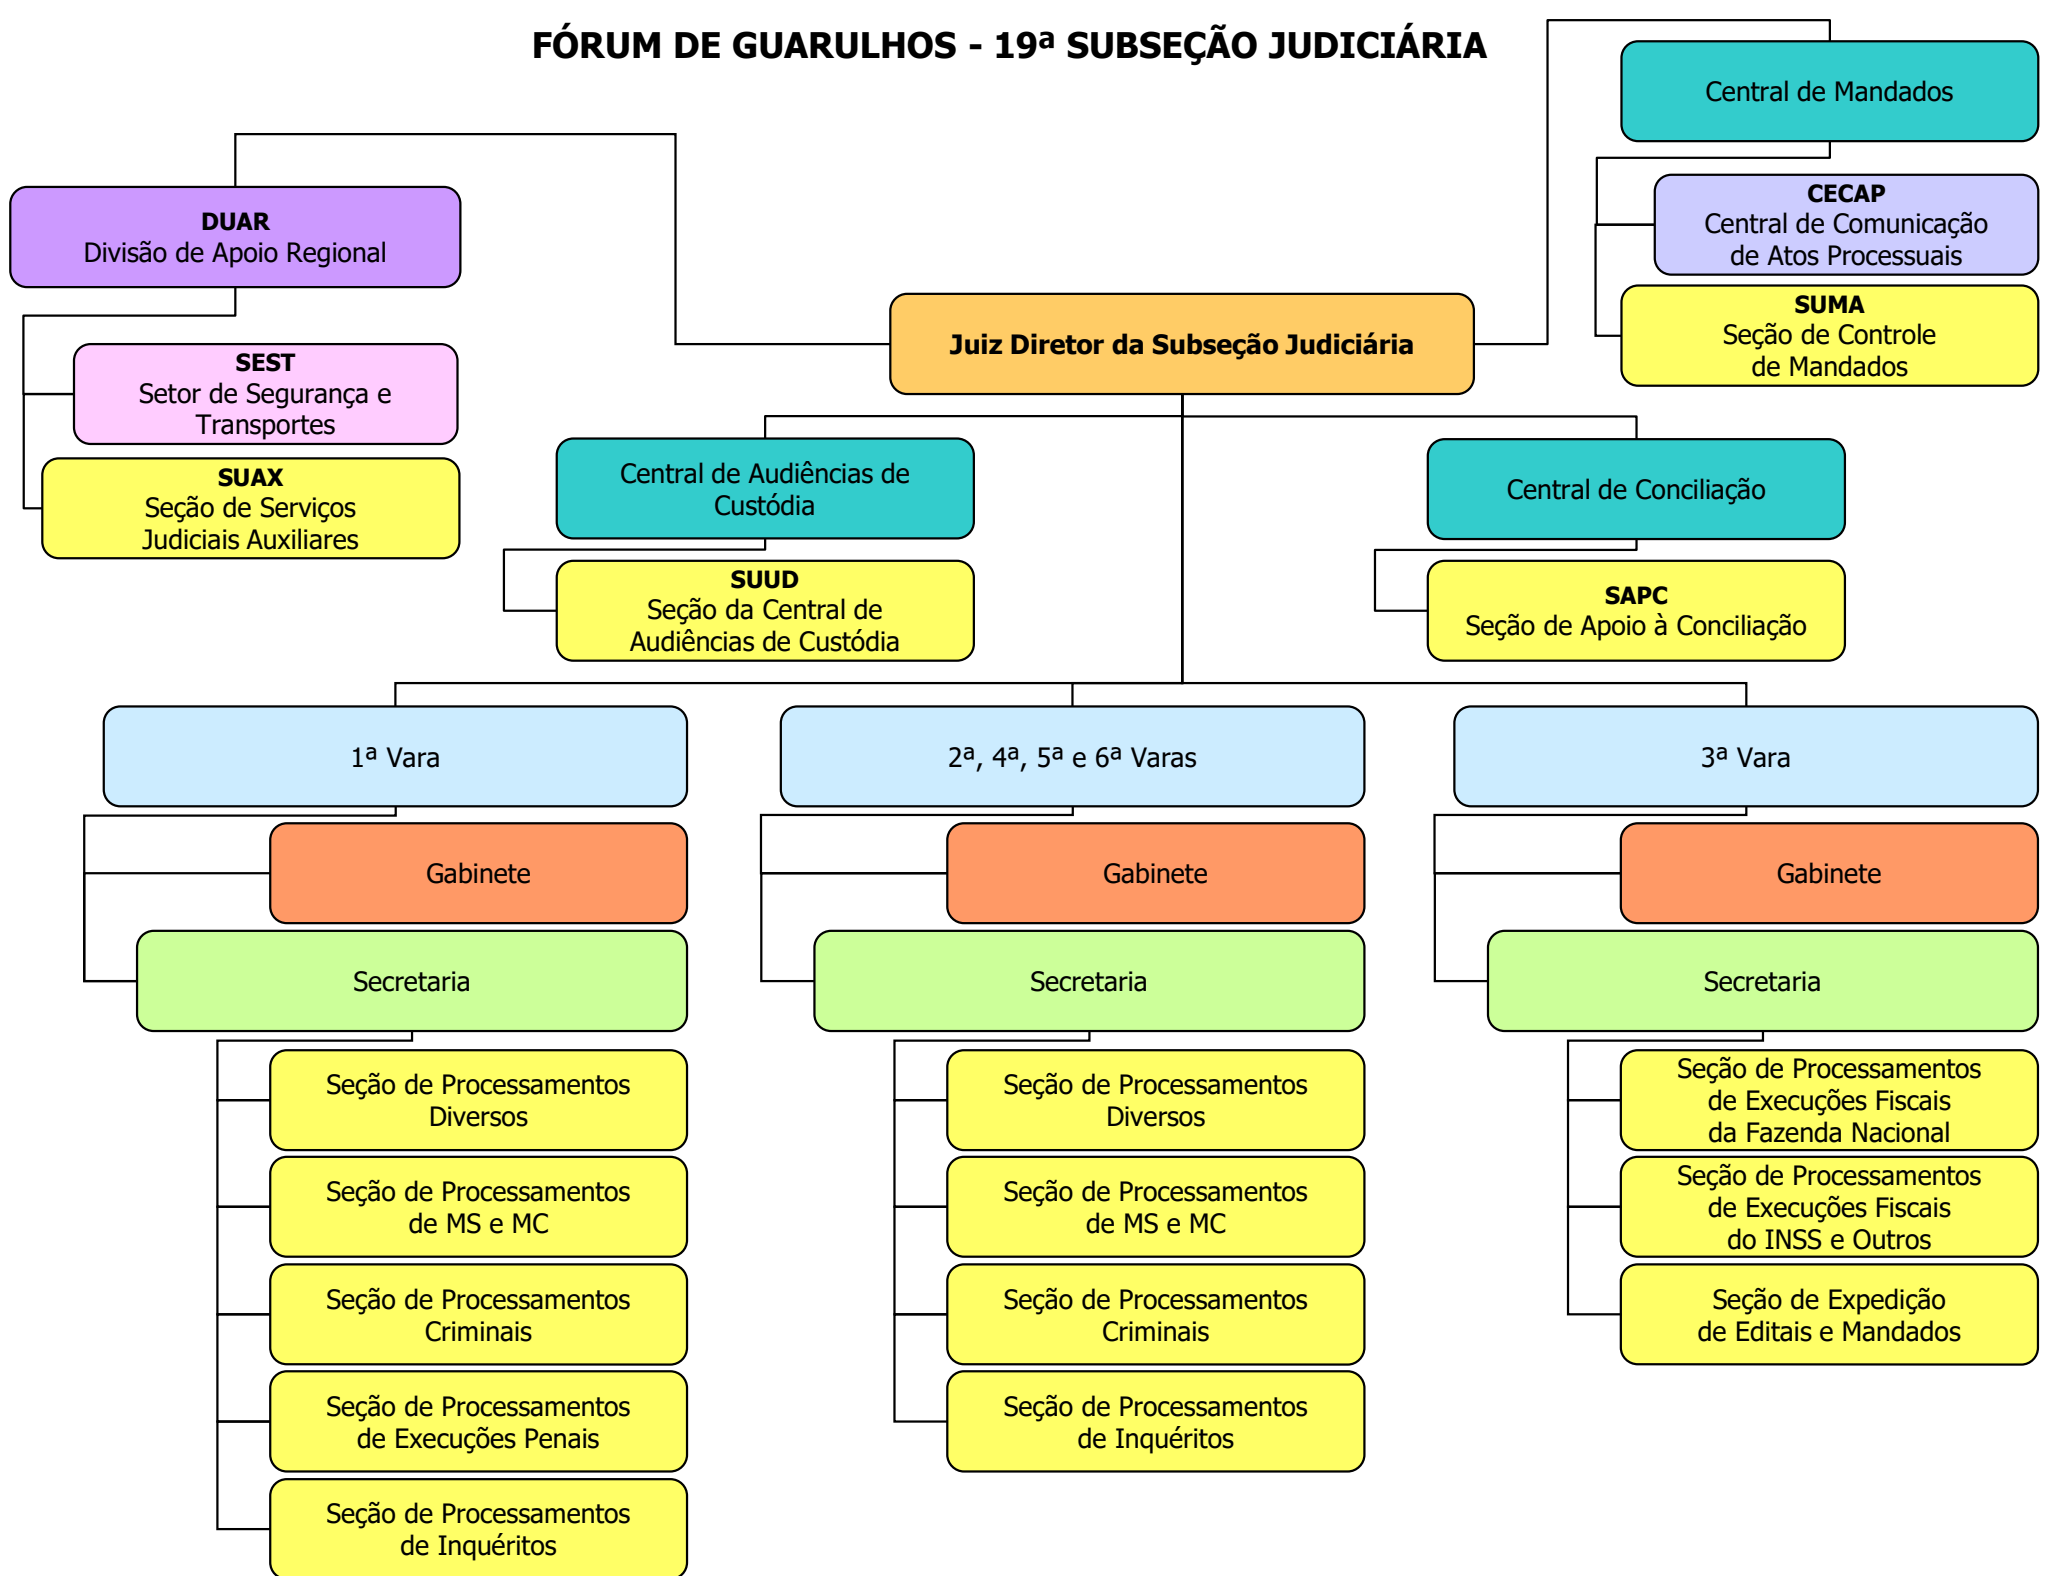 FÓRUM DE GUARULHOS - 19ª SUBSEÇÃO JUDICIÁRIA
Central de Mandados
CECAP
Central de Comunicação
de Atos Processuais
SUMA
Seção de Controle
de Mandados
DUAR
Divisão de Apoio Regional
SEST
Setor de Segurança e
Transportes
SUAX
Seção de Serviços
Judiciais Auxiliares
Juiz Diretor da Subseção Judiciária
Central de Audiências de
Custódia
SUUD
Seção da Central de
Audiências de Custódia
Central de Conciliação
SAPC
Seção de Apoio à Conciliação
1ª Vara
Gabinete
Secretaria
Seção de Processamentos
Diversos
Seção de Processamentos
de MS e MC
Seção de Processamentos
Criminais
Seção de Processamentos
de Execuções Penais
Seção de Processamentos
de Inquéritos
2ª, 4ª, 5ª e 6ª Varas
Gabinete
Secretaria
Seção de Processamentos
Diversos
Seção de Processamentos
de MS e MC
Seção de Processamentos
Criminais
Seção de Processamentos
de Inquéritos
3ª Vara
Gabinete
Secretaria
Seção de Processamentos
de Execuções Fiscais
da Fazenda Nacional
Seção de Processamentos
de Execuções Fiscais
do INSS e Outros
Seção de Expedição
de Editais e Mandados